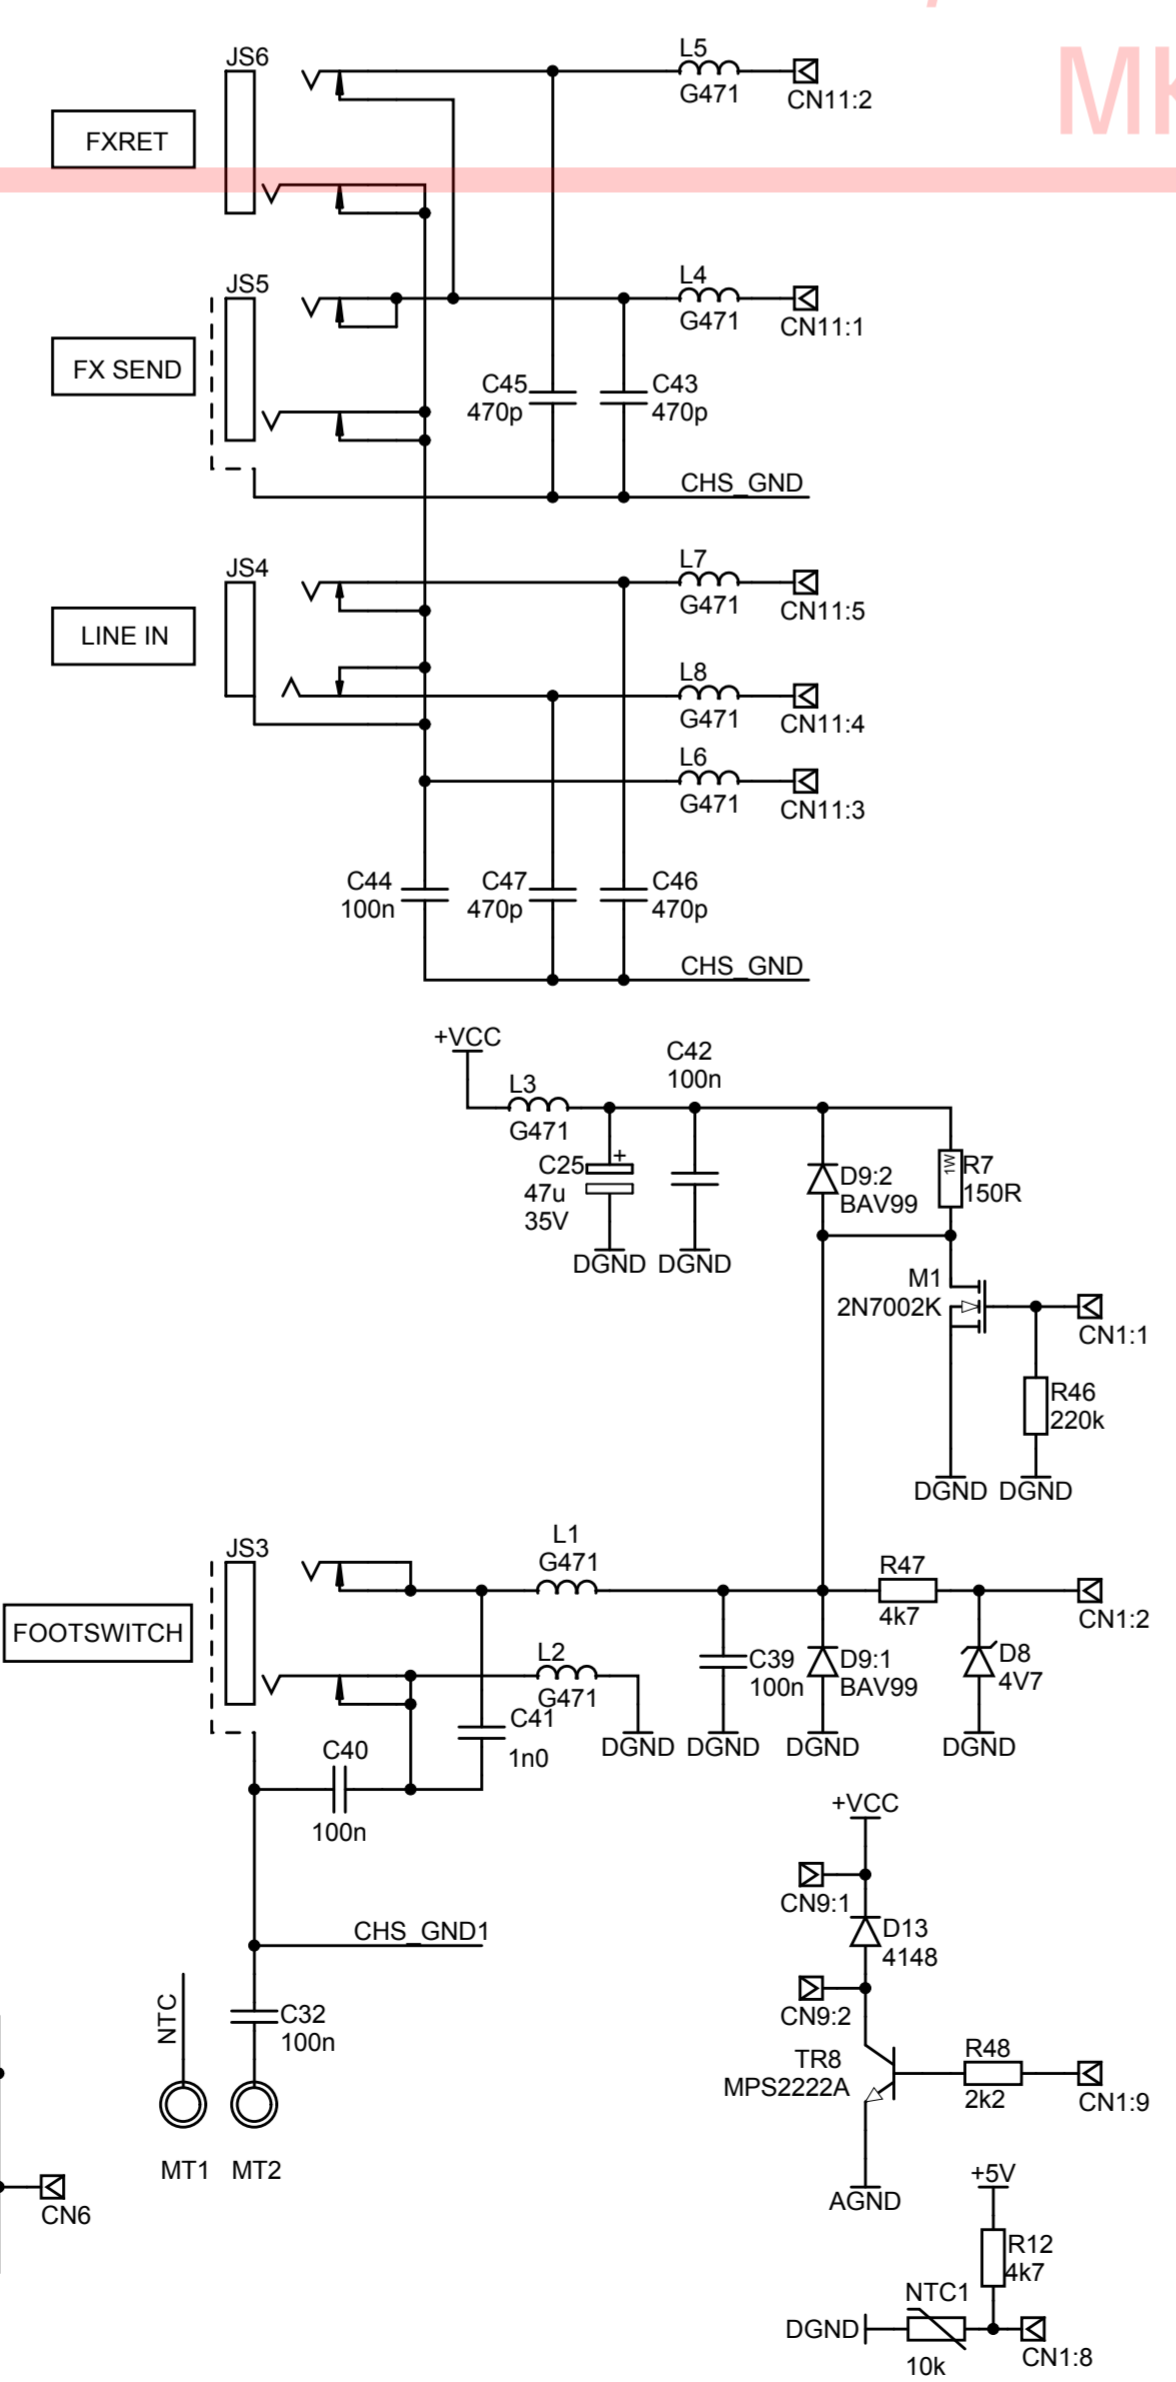 MK
JS6
FXRET
L5
G471
CN11:2
JS5
FX SEND
L4
G471
CN11:1
C45
470p
C43
470p
CHS_GND
JS4
LINE IN
L7
G471
CN11:5
L8
G471
CN11:4
L6
G471
CN11:3
C44
100n
C47
470p
C46
470p
CHS_GND
+VCC
L3
G471
C42
100n
C25
+
47u
35V
DGND
DGND
D9:2
BAV99
1W
R7
150R
M1
2N7002K
CN1:1
R46
220k
DGND
DGND
JS3
FOOTSWITCH
L1
G471
L2
G471
C41
1n0
DGND
C39
100n
DGND
D9:1
BAV99
DGND
R47
4k7
CN1:2
D8
4V7
DGND
C40
100n
CHS_GND1
NTC
C32
100n
MT1
MT2
CN6
+VCC
CN9:1
D13
4148
CN9:2
TR8
MPS2222A
R48
2k2
CN1:9
AGND
+5V
R12
4k7
NTC1
DGND
10k
CN1:8